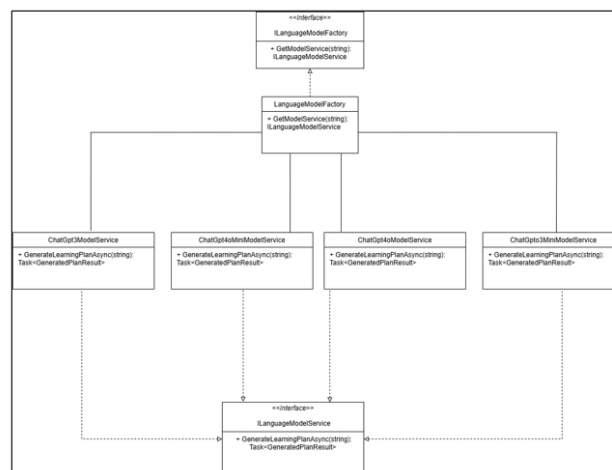 <<Interface>>
ILanguageModelFactory
+ GetModelService(string):
ILanguageModelService
LanguageModelFactory
+ GetModelService(string):
ILanguageModelService
ChatGpt3ModelService
+ GenerateLearningPlanAsync(string):
Task<GeneratedPlanResult>
ChatGpt4oMiniModelService
+ GenerateLearningPlanAsync(string):
Task<GeneratedPlanResult>
ChatGpt4oModelService
+ GenerateLearningPlanAsync(string):
Task<GeneratedPlanResult>
ChatGpto3MiniModelService
+ GenerateLearningPlanAsync(string):
Task<GeneratedPlanResult>
<<Interface>>
ILanguageModelService
+ GenerateLearningPlanAsync(string):
Task<GeneratedPlanResult>